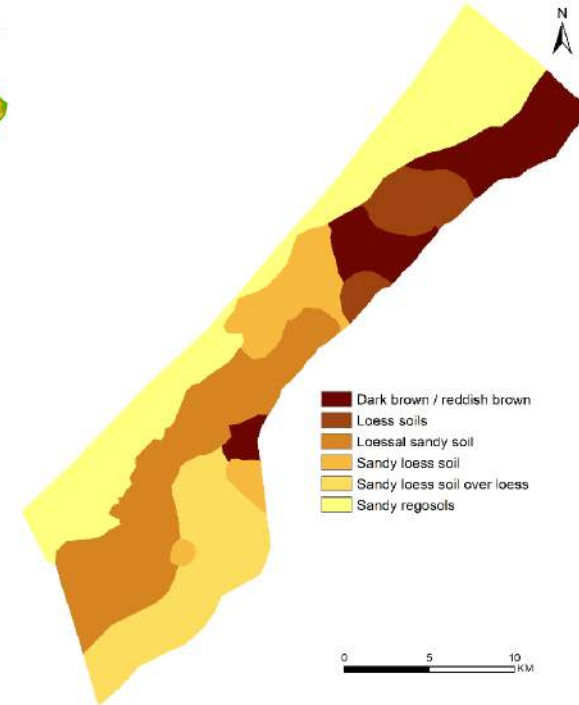 N
Dark brown / reddish brown
Loess soils
Loessal sandy soil
Sandy loess soil
Sandy loess soil over loess
Sandy regosols
0 5 10
KM